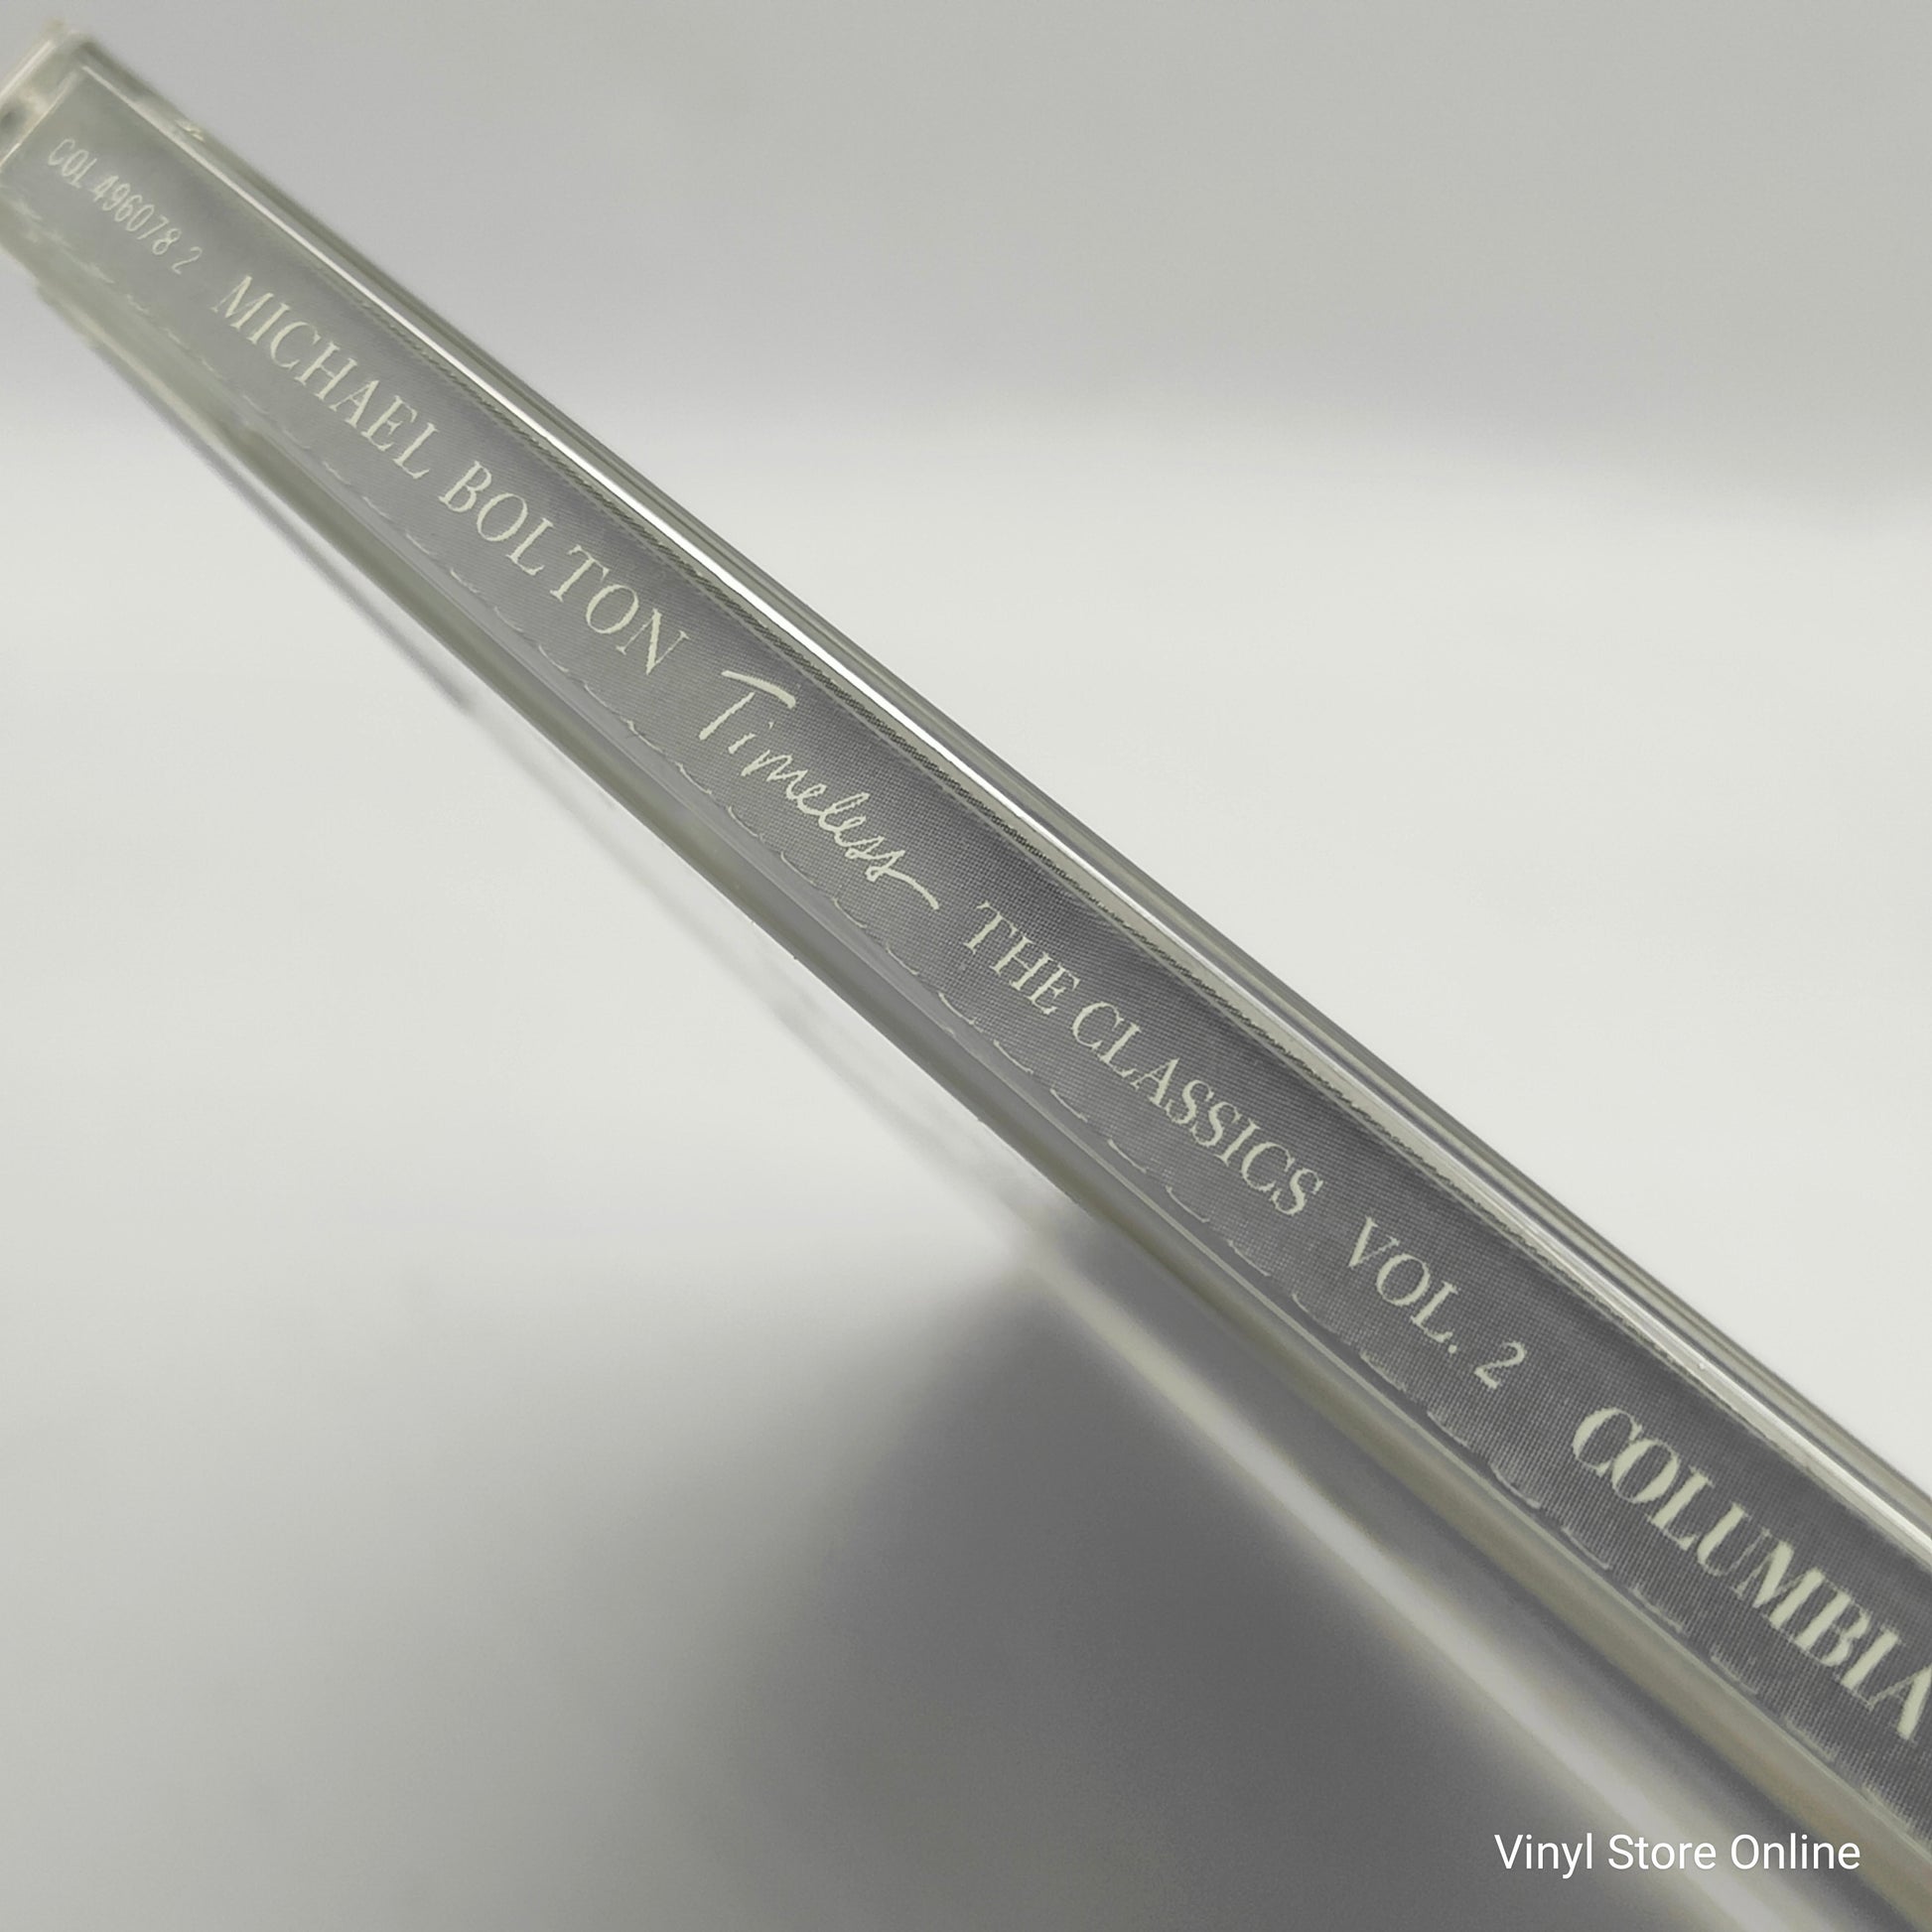 COL 496078 2 MICHAEL BOLTON Timeless THE CLASSICS VOL. 2 COLUMBIA
Vinyl Store Online